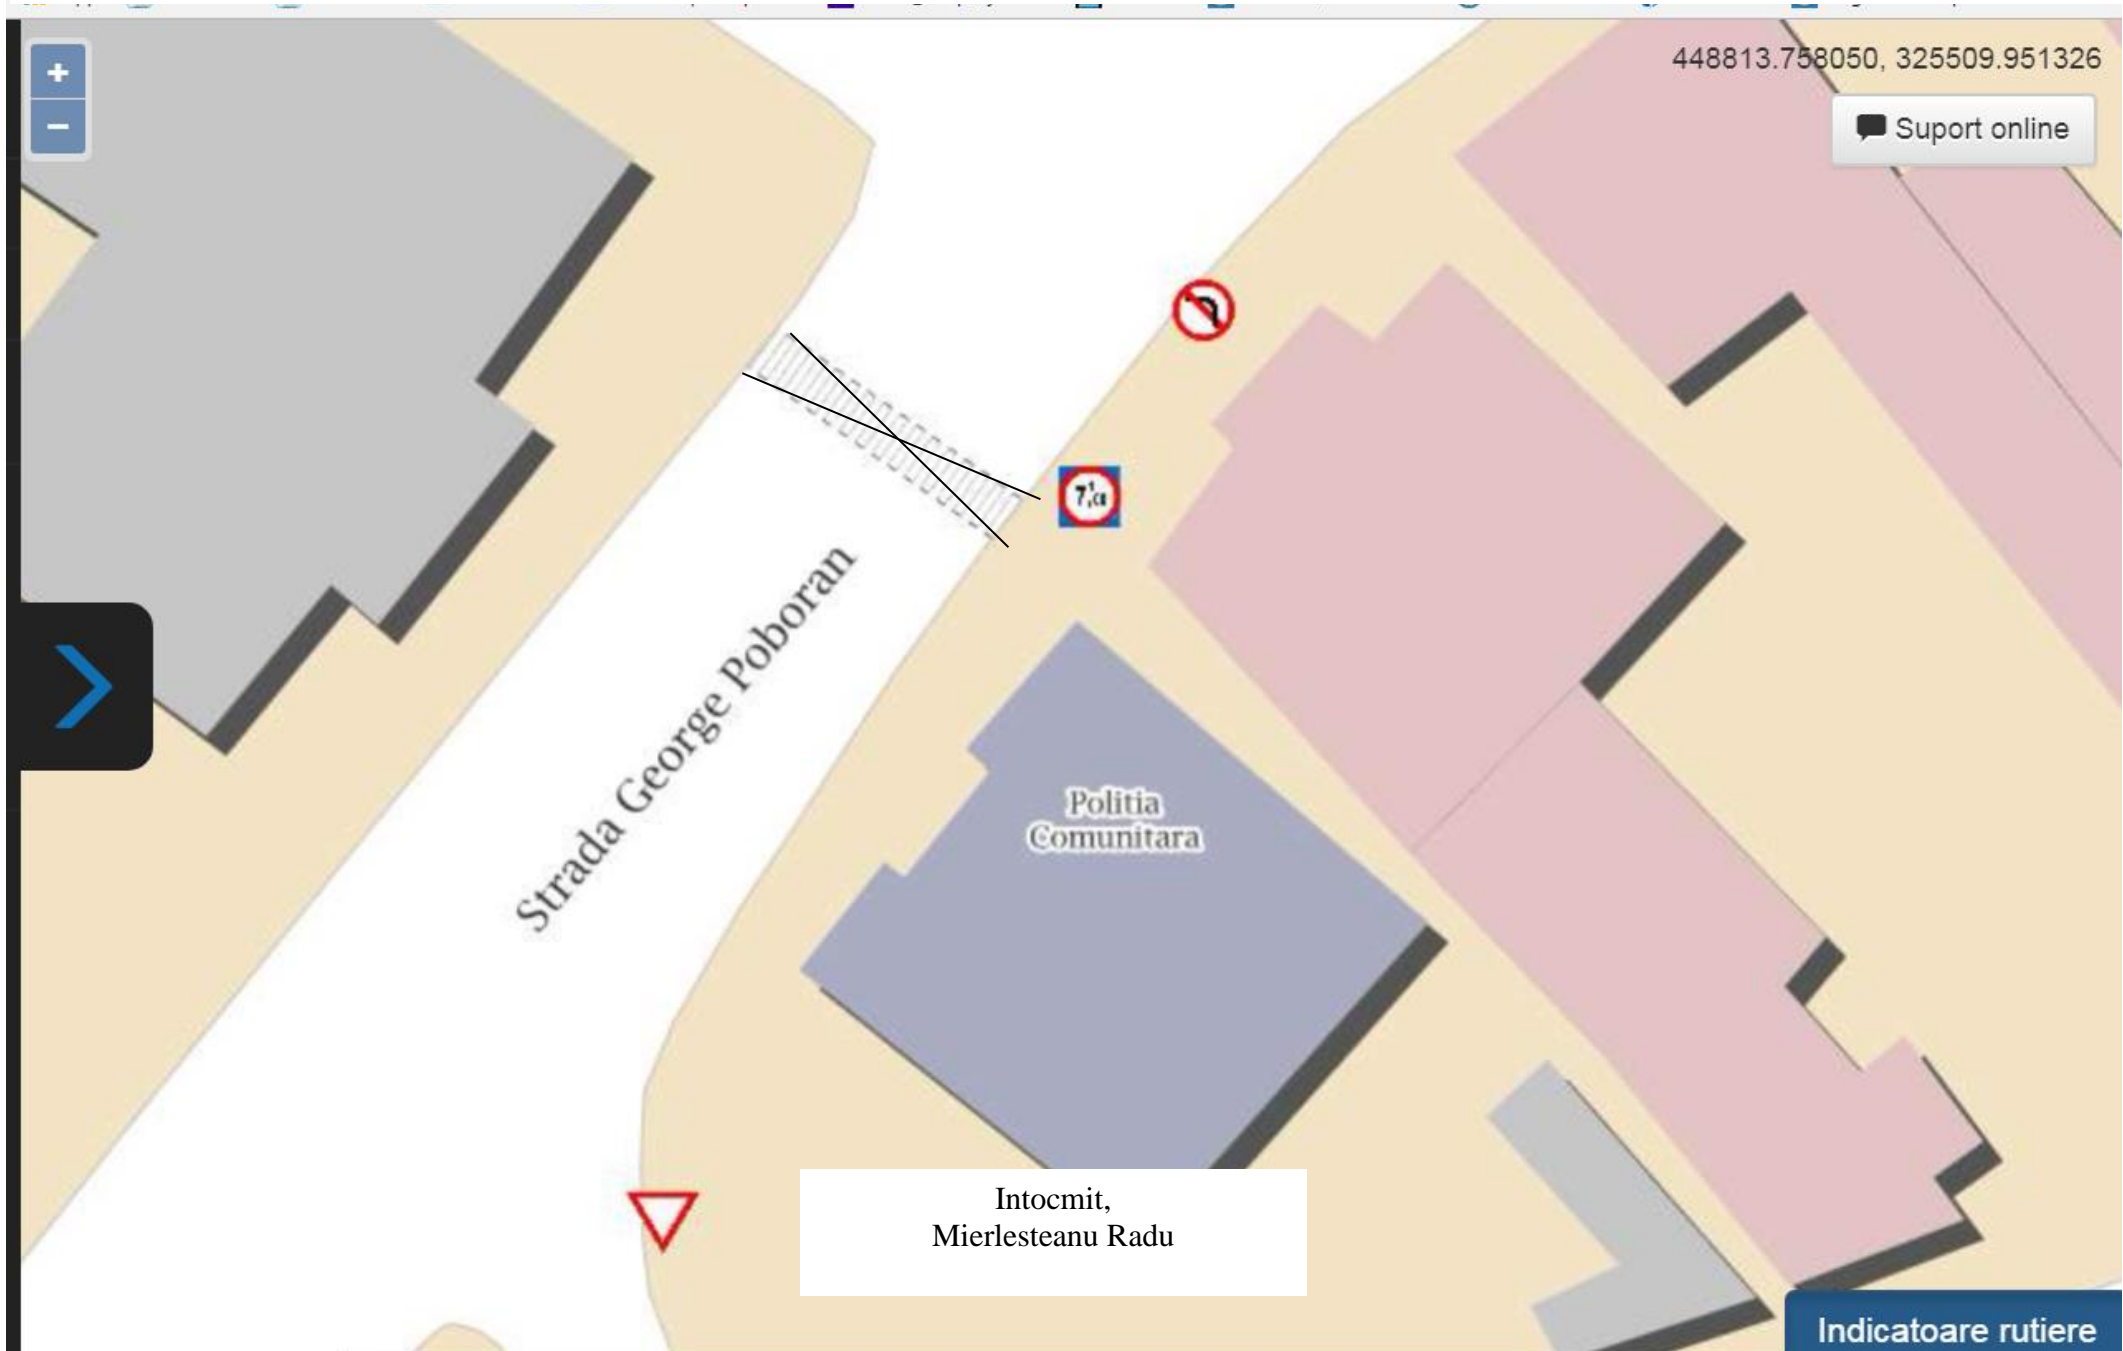 448813.758050, 325509.951326
Suport online
Strada George Poboran
Politia
Comunitara
Intocmit,
Mierlesteanu Radu
Indicatoare rutiere